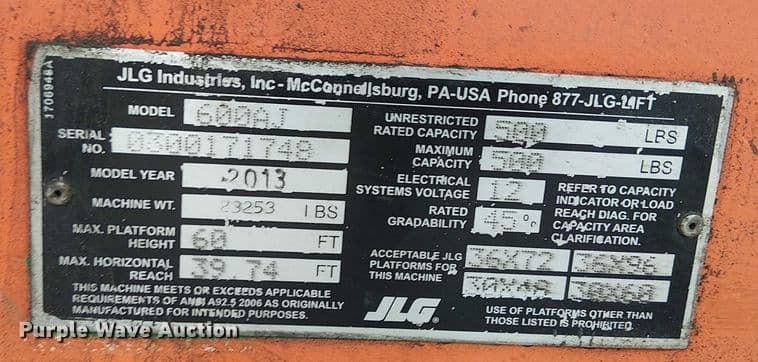 1706948A
JLG Industries, Inc - McConnellsburg, PA-USA Phone 877-JLG-LIFT
MODEL 600AJ
SERIAL NO. 0300171748
MODEL YEAR 2013
MACHINE WT. 23253 LBS
MAX. PLATFORM HEIGHT 60 FT
MAX. HORIZONTAL REACH 39.74 FT
THIS MACHINE MEETS OR EXCEEDS APPLICABLE
REQUIREMENTS OF ANSI A92.5 2006 AS ORIGINALLY
MANUFACTURED FOR INTENDED PURPOSES.
UNRESTRICTED RATED CAPACITY 500 LBS
MAXIMUM CAPACITY 500 LBS
ELECTRICAL SYSTEMS VOLTAGE 12
RATED GRADABILITY 45%
REFER TO CAPACITY
INDICATOR OR LOAD
REACH DIAG. FOR
CAPACITY AREA
CLARIFICATION.
ACCEPTABLE JLG
PLATFORMS FOR
THIS MACHINE
36X72 36X96
30X48
JLG
USE OF PLATFORMS OTHER THAN
THOSE LISTED IS PROHIBITED.
Purple Wave Auction